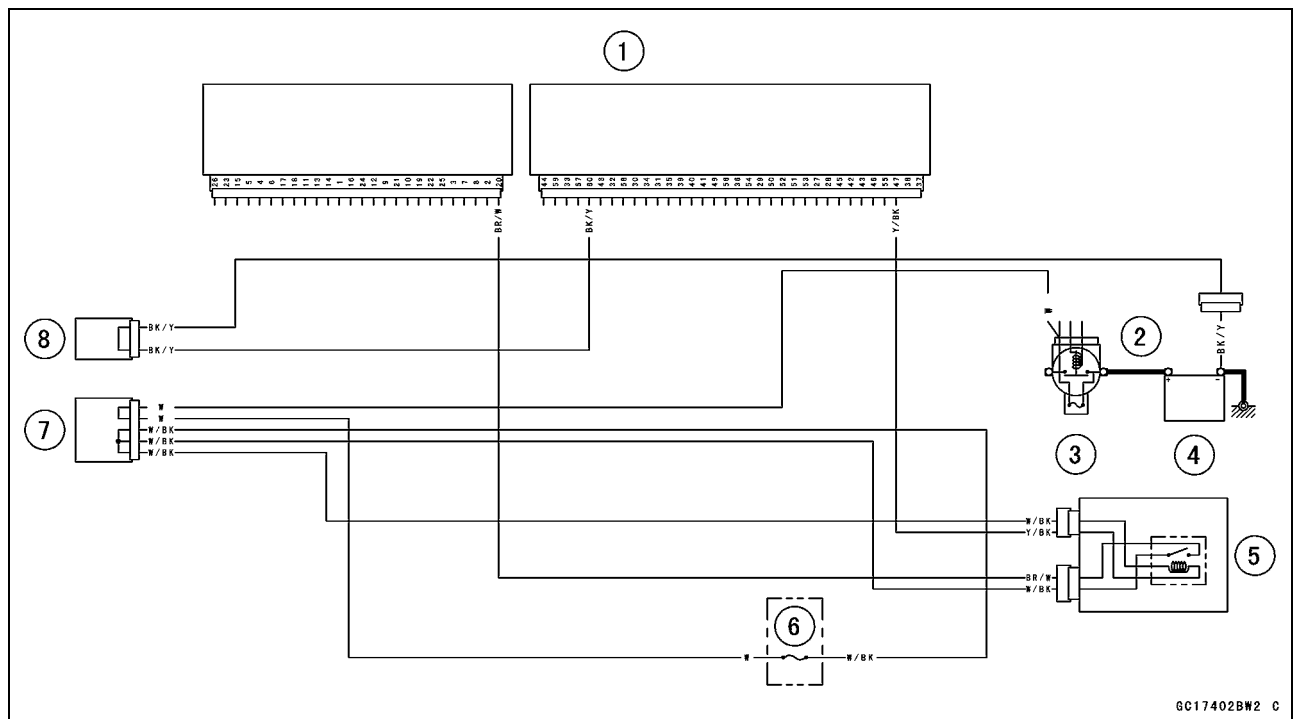 1
26 23 15 5 4 6 17 18 11 13 14 1 16 24 12 9 21 10 19 22 25 3 7 8 2 20
44 59 33 57 60 48 32 58 30 34 31 35 39 40 41 49 56 36 54 29 50 52 51 53 27 28 45 42 43 46 55 47 38 37
BR/W
BK/Y
Y/BK
8
BK/Y
BK/Y
W
2
BK/Y
+
-
7
W
W
W/BK
W/BK
W/BK
3
4
W/BK
Y/BK
5
BR/W
W/BK
6
W
W/BK
GC17402BW2 C